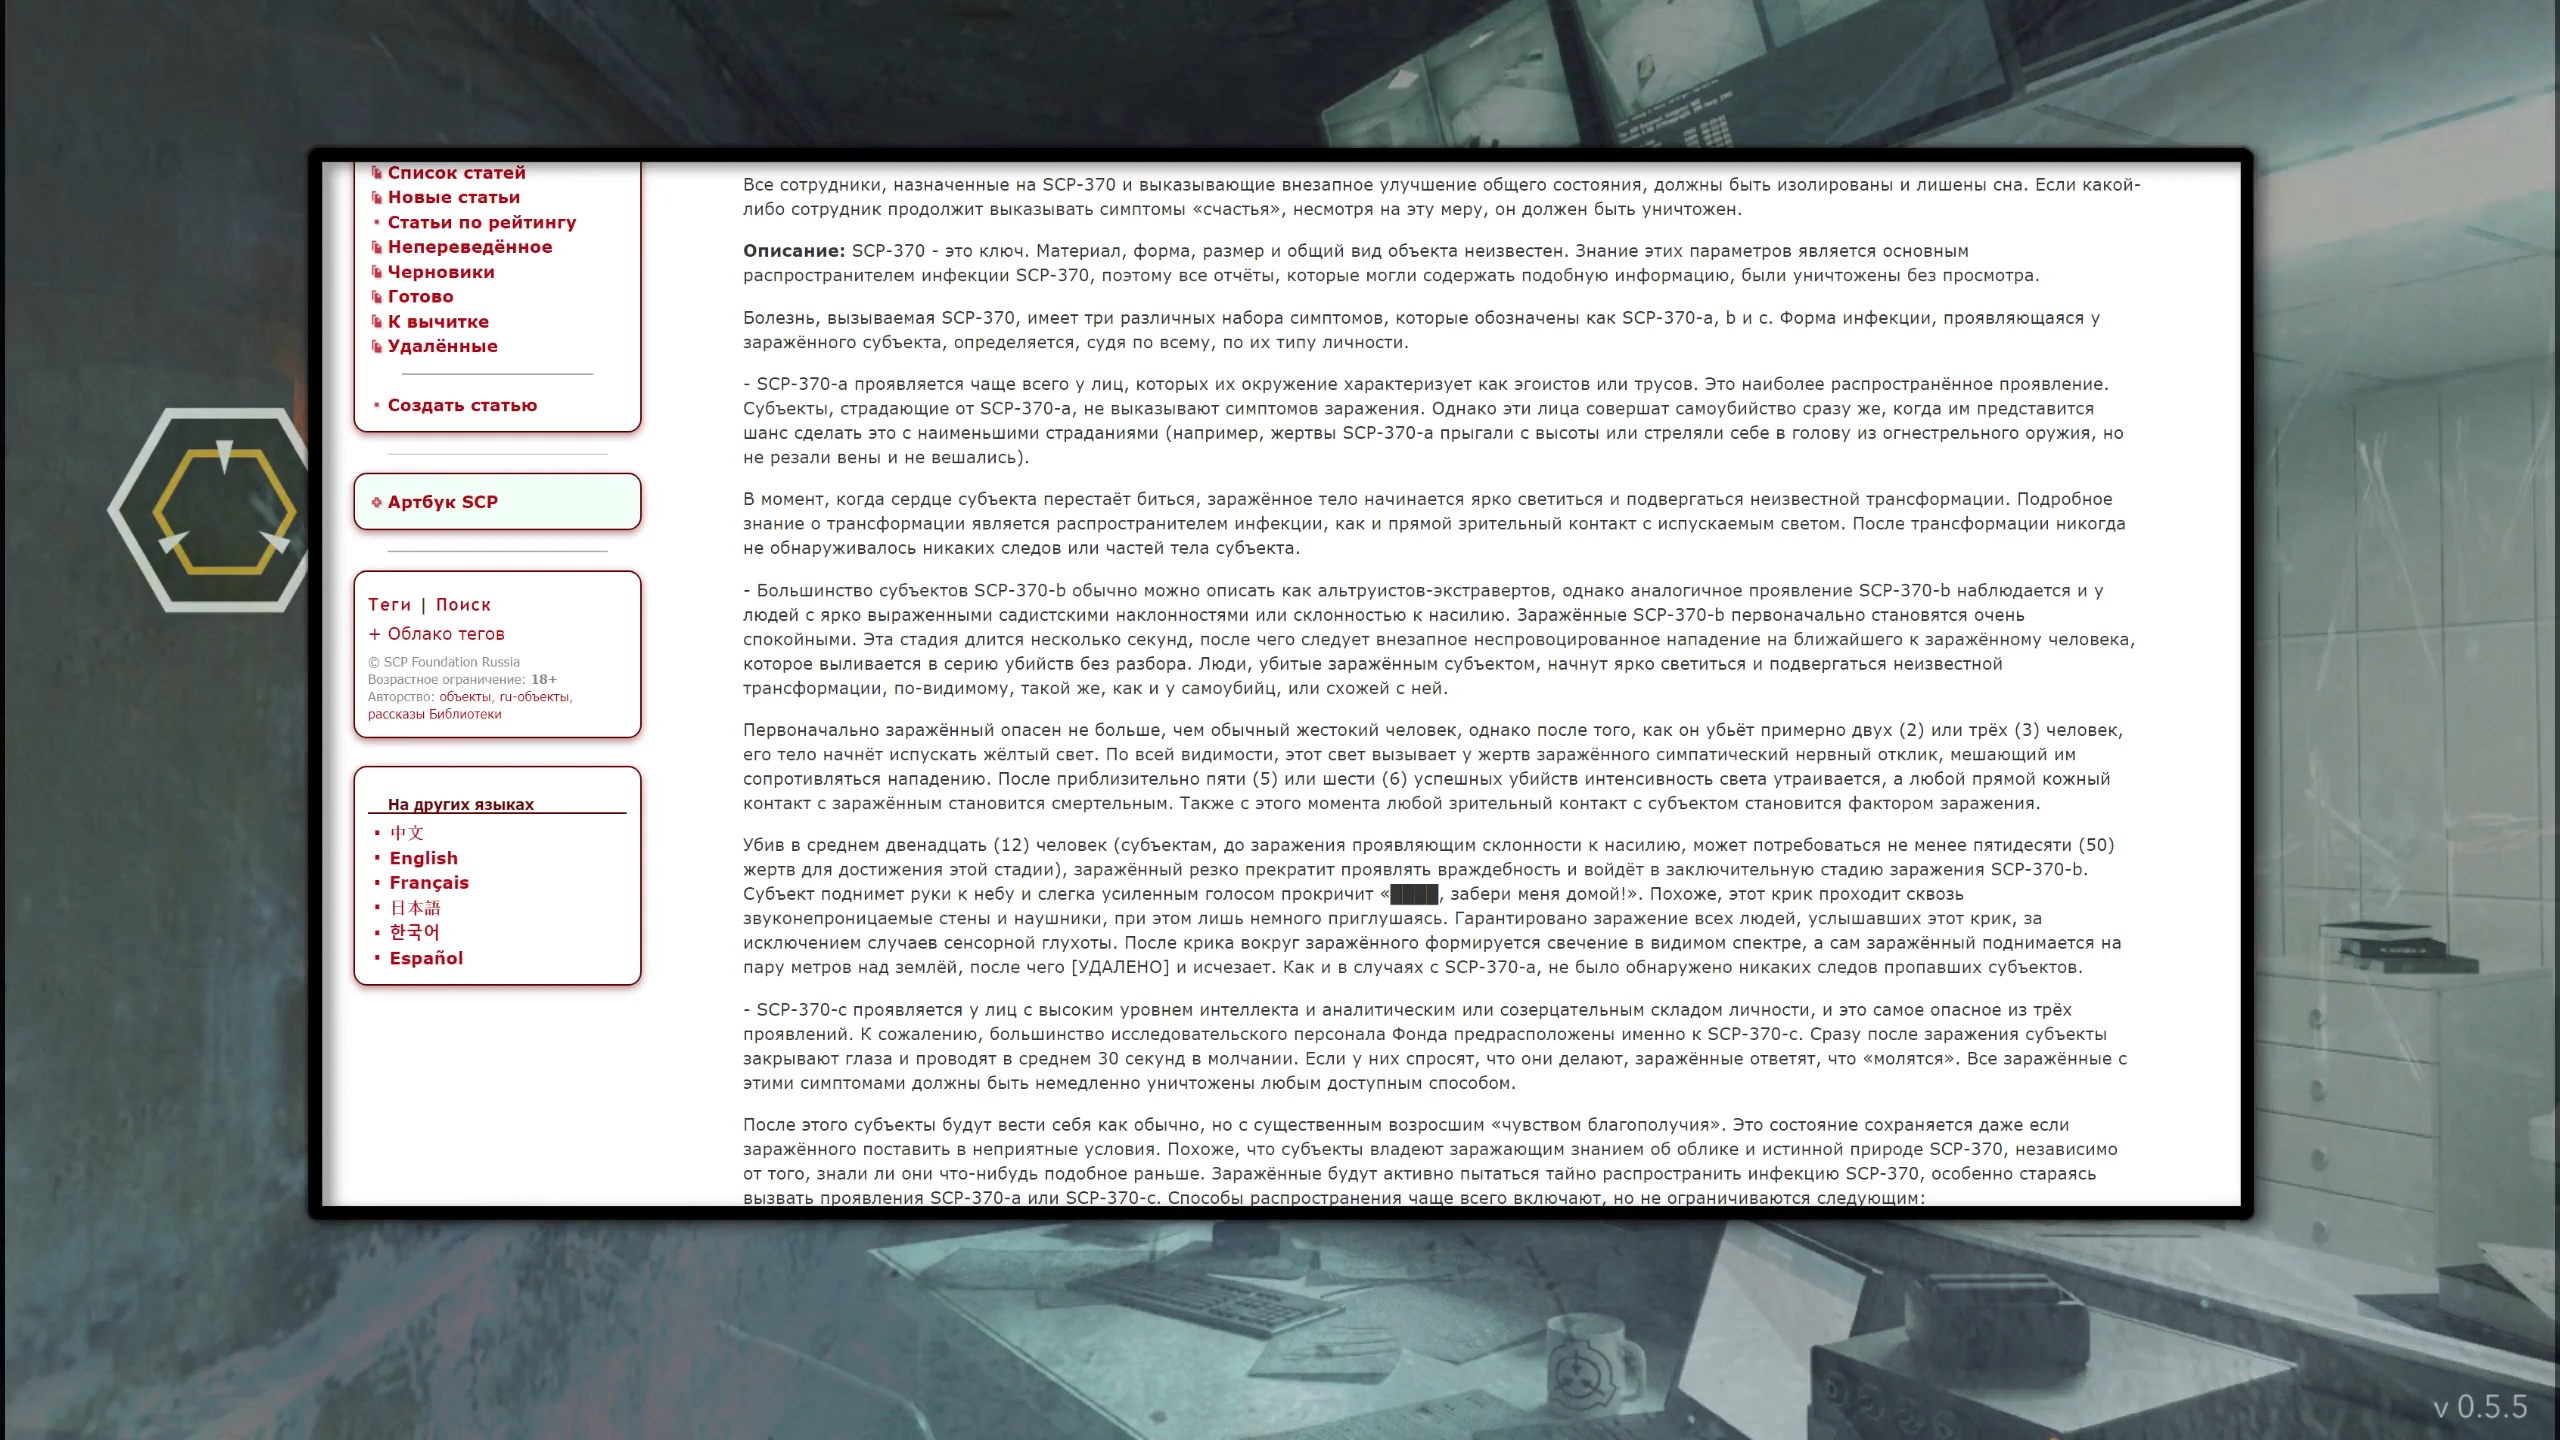 Список статей
Новые статьи
Статьи по рейтингу
Непереведённое
Черновики
Готово
К вычитке
Удалённые
Создать статью
Артбук SCP
Теги | Поиск
+ Облако тегов
© SCP Foundation Russia
Возрастное ограничение: 18+
Авторство: объекты, ru-объекты,
рассказы Библиотеки
На других языках
中文
English
Français
日本語
한국어
Español
Все сотрудники, назначенные на SCP-370 и выказывающие внезапное улучшение общего состояния, должны быть изолированы и лишены сна. Если какой-
либо сотрудник продолжит выказывать симптомы «счастья», несмотря на эту меру, он должен быть уничтожен.
Описание: SCP-370 - это ключ. Материал, форма, размер и общий вид объекта неизвестен. Знание этих параметров является основным
распространителем инфекции SCP-370, поэтому все отчёты, которые могли содержать подобную информацию, были уничтожены без просмотра.
Болезнь, вызываемая SCP-370, имеет три различных набора симптомов, которые обозначены как SCP-370-a, b и c. Форма инфекции, проявляющаяся у
заражённого субъекта, определяется, судя по всему, по их типу личности.
- SCP-370-a проявляется чаще всего у лиц, которых их окружение характеризует как эгоистов или трусов. Это наиболее распространённое проявление.
Субъекты, страдающие от SCP-370-a, не выказывают симптомов заражения. Однако эти лица совершат самоубийство сразу же, когда им представится
шанс сделать это с наименьшими страданиями (например, жертвы SCP-370-a прыгали с высоты или стреляли себе в голову из огнестрельного оружия, но
не резали вены и не вешались).
В момент, когда сердце субъекта перестаёт биться, заражённое тело начинается ярко светиться и подвергаться неизвестной трансформации. Подробное
знание о трансформации является распространителем инфекции, как и прямой зрительный контакт с испускаемым светом. После трансформации никогда
не обнаруживалось никаких следов или частей тела субъекта.
- Большинство субъектов SCP-370-b обычно можно описать как альтруистов-экстравертов, однако аналогичное проявление SCP-370-b наблюдается и у
людей с ярко выраженными садистскими наклонностями или склонностью к насилию. Заражённые SCP-370-b первоначально становятся очень
спокойными. Эта стадия длится несколько секунд, после чего следует внезапное неспровоцированное нападение на ближайшего к заражённому человека,
которое выливается в серию убийств без разбора. Люди, убитые заражённым субъектом, начнут ярко светиться и подвергаться неизвестной
трансформации, по-видимому, такой же, как и у самоубийц, или схожей с ней.
Первоначально заражённый опасен не больше, чем обычный жестокий человек, однако после того, как он убьёт примерно двух (2) или трёх (3) человек,
его тело начнёт испускать жёлтый свет. По всей видимости, этот свет вызывает у жертв заражённого симпатический нервный отклик, мешающий им
сопротивляться нападению. После приблизительно пяти (5) или шести (6) успешных убийств интенсивность света утраивается, а любой прямой кожный
контакт с заражённым становится смертельным. Также с этого момента любой зрительный контакт с субъектом становится фактором заражения.
Убив в среднем двенадцать (12) человек (субъектам, до заражения проявляющим склонности к насилию, может потребоваться не менее пятидесяти (50)
жертв для достижения этой стадии), заражённый резко прекратит проявлять враждебность и войдёт в заключительную стадию заражения SCP-370-b.
Субъект поднимет руки к небу и слегка усиленным голосом прокричит «████, забери меня домой!». Похоже, этот крик проходит сквозь
звуконепроницаемые стены и наушники, при этом лишь немного приглушаясь. Гарантировано заражение всех людей, услышавших этот крик, за
исключением случаев сенсорной глухоты. После крика вокруг заражённого формируется свечение в видимом спектре, а сам заражённый поднимается на
пару метров над землёй, после чего [УДАЛЕНО] и исчезает. Как и в случаях с SCP-370-a, не было обнаружено никаких следов пропавших субъектов.
- SCP-370-c проявляется у лиц с высоким уровнем интеллекта и аналитическим или созерцательным складом личности, и это самое опасное из трёх
проявлений. К сожалению, большинство исследовательского персонала Фонда предрасположены именно к SCP-370-c. Сразу после заражения субъекты
закрывают глаза и проводят в среднем 30 секунд в молчании. Если у них спросят, что они делают, заражённые ответят, что «молятся». Все заражённые с
этими симптомами должны быть немедленно уничтожены любым доступным способом.
После этого субъекты будут вести себя как обычно, но с существенным возросшим «чувством благополучия». Это состояние сохраняется даже если
заражённого поставить в неприятные условия. Похоже, что субъекты владеют заражающим знанием об облике и истинной природе SCP-370, независимо
от того, знали ли они что-нибудь подобное раньше. Заражённые будут активно пытаться тайно распространить инфекцию SCP-370, особенно стараясь
вызвать проявления SCP-370-a или SCP-370-c. Способы распространения чаще всего включают, но не ограничиваются следующим:
v 0.5.5